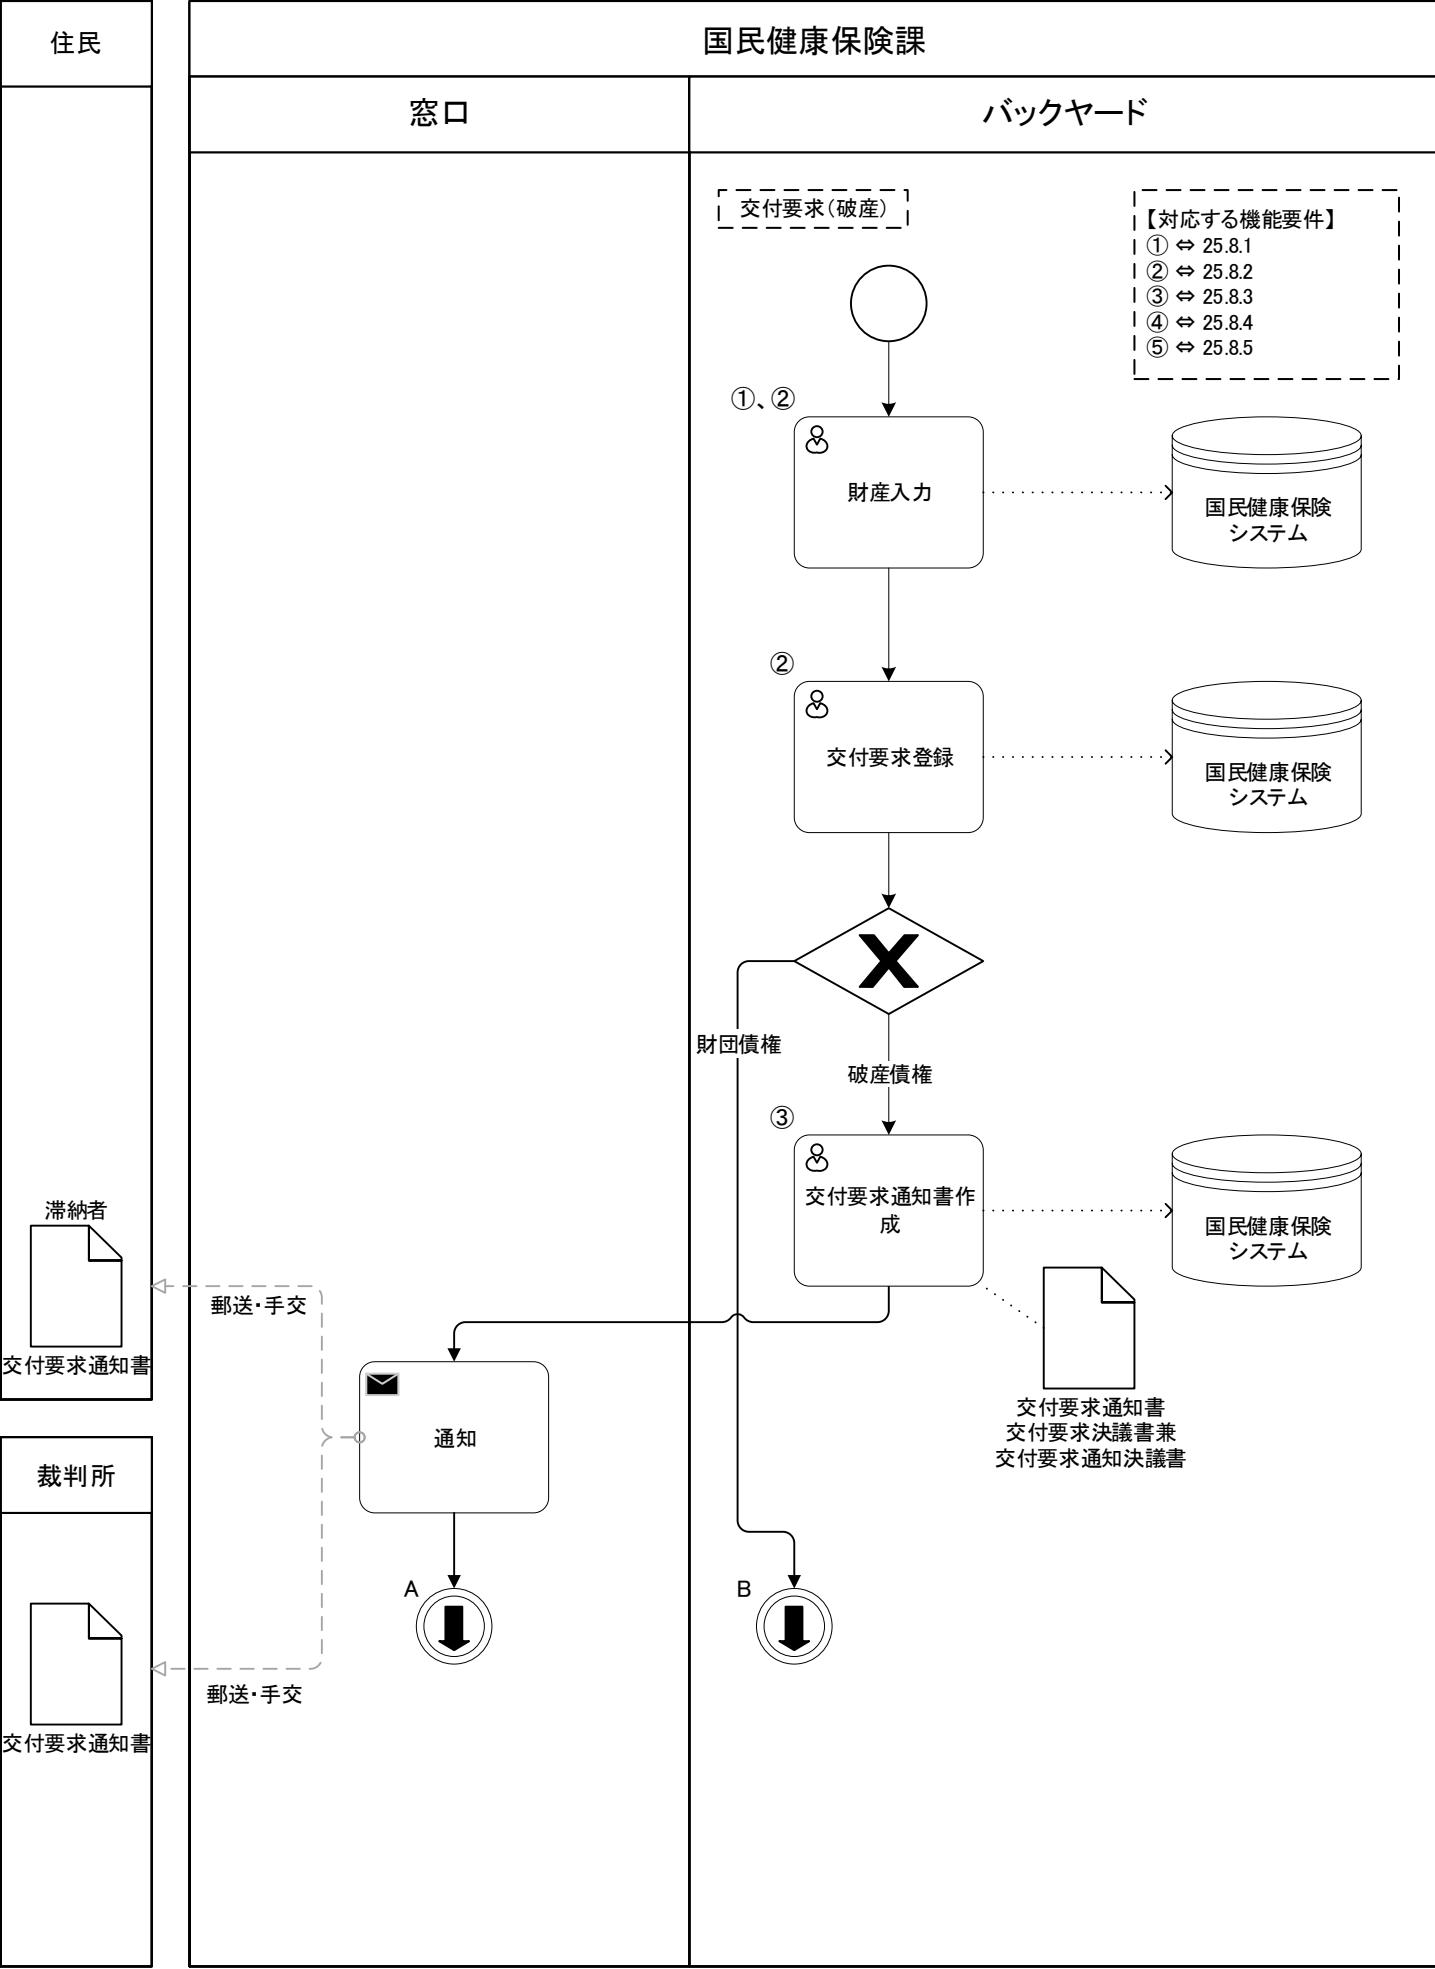 住民
国民健康保険課
窓口
バックヤード
交付要求（破産）
【対応する機能要件】
① ⇔ 25.8.1
② ⇔ 25.8.2
③ ⇔ 25.8.3
④ ⇔ 25.8.4
⑤ ⇔ 25.8.5
①、②
財産入力
国民健康保険
システム
②
交付要求登録
国民健康保険
システム
財団債権
破産債権
③
交付要求通知書作
成
国民健康保険
システム
滞納者
交付要求通知書
郵送・手交
交付要求通知書
交付要求決議書兼
交付要求通知決議書
通知
裁判所
A
B
郵送・手交
交付要求通知書